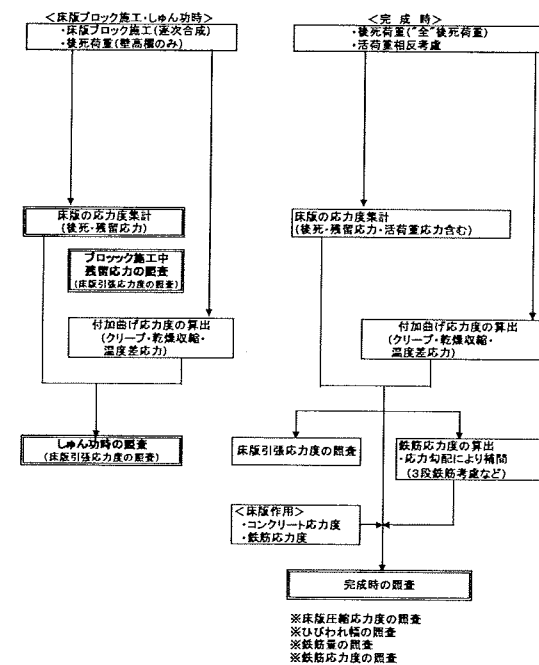 <床版ブロック施工・しゅん功時>
・床版ブロック施工(逐次合成)
・後死荷重(壁高欄のみ)
床版の応力度集計
(後死・残留応力)
ブロック施工中
残留応力の照査
(床版引張応力度の照査)
付加曲げ応力度の算出
(クリープ・乾燥収縮・
温度差応力)
しゅん功時の照査
(床版引張応力度の照査)
<完成時>
・後死荷重("全"後死荷重)
・活荷重相反考慮
床版の応力度集計
(後死・残留応力・活荷重応力含む)
付加曲げ応力度の算出
(クリープ・乾燥収縮・
温度差応力)
床版引張応力度の照査
鉄筋応力度の算出
・応力勾配により補間
(3段鉄筋考慮など)
<床版作用>
・コンクリート応力度
・鉄筋応力度
完成時の照査
※床版圧縮応力度の照査
※ひびわれ幅の照査
※鉄筋量の照査
※鉄筋応力度の照査